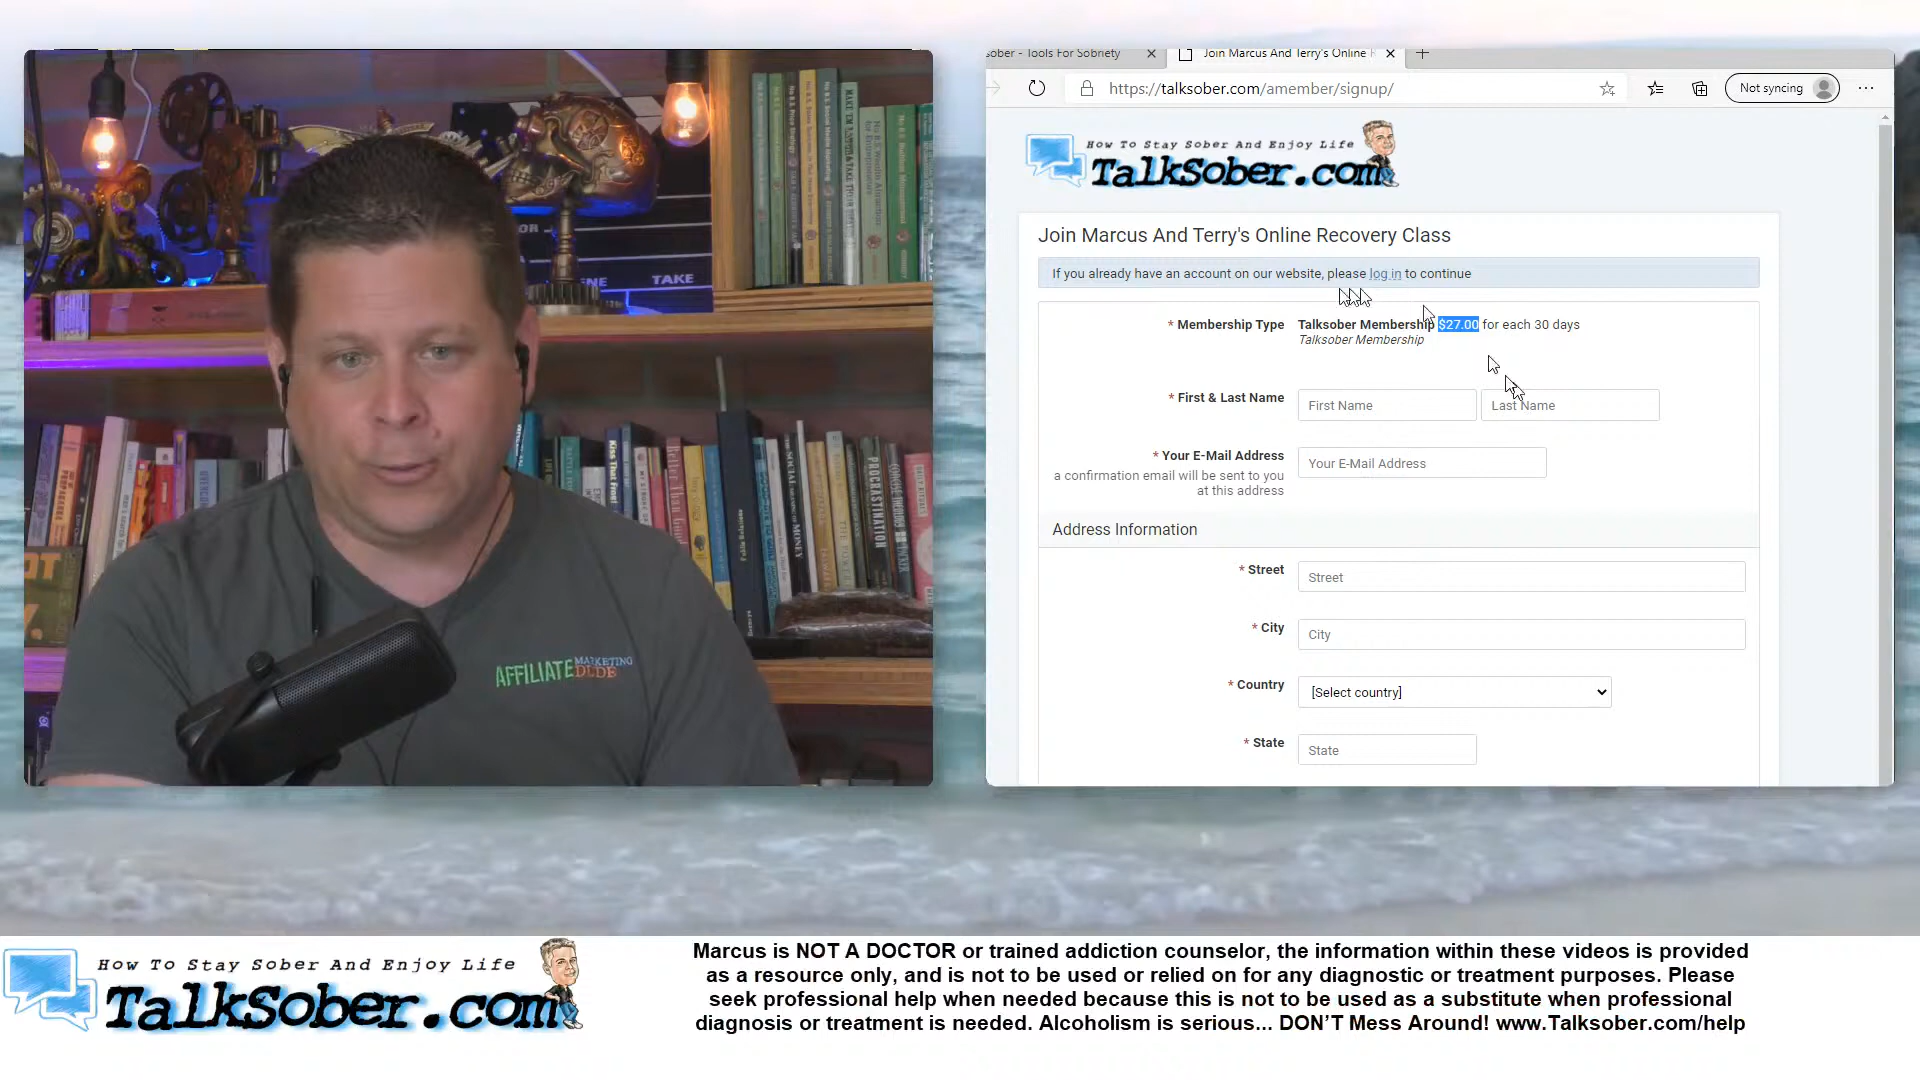 sober - Tools For Sobriety
Join Marcus And Terry's Online R
https://talksober.com/amember/signup/
Not syncing
How To Stay Sober And Enjoy Life
TalkSober.com
Join Marcus And Terry's Online Recovery Class
If you already have an account on our website, please log in to continue
* Membership Type
Talksober Membership $27.00 for each 30 days
Talksober Membership
* First & Last Name
First Name
Last Name
* Your E-Mail Address
a confirmation email will be sent to you
at this address
Your E-Mail Address
Address Information
* Street
Street
* City
City
* Country
[Select country]
* State
State
TAKE
Kiss That Frog!
PROCRASTINATION
SOCIAL
MONEY
AFFILIATE MARKETING DUDE
How To Stay Sober And Enjoy Life
TalkSober.com
Marcus is NOT A DOCTOR or trained addiction counselor, the information within these videos is provided
as a resource only, and is not to be used or relied on for any diagnostic or treatment purposes. Please
seek professional help when needed because this is not to be used as a substitute when professional
diagnosis or treatment is needed. Alcoholism is serious... DON'T Mess Around! www.Talksober.com/help